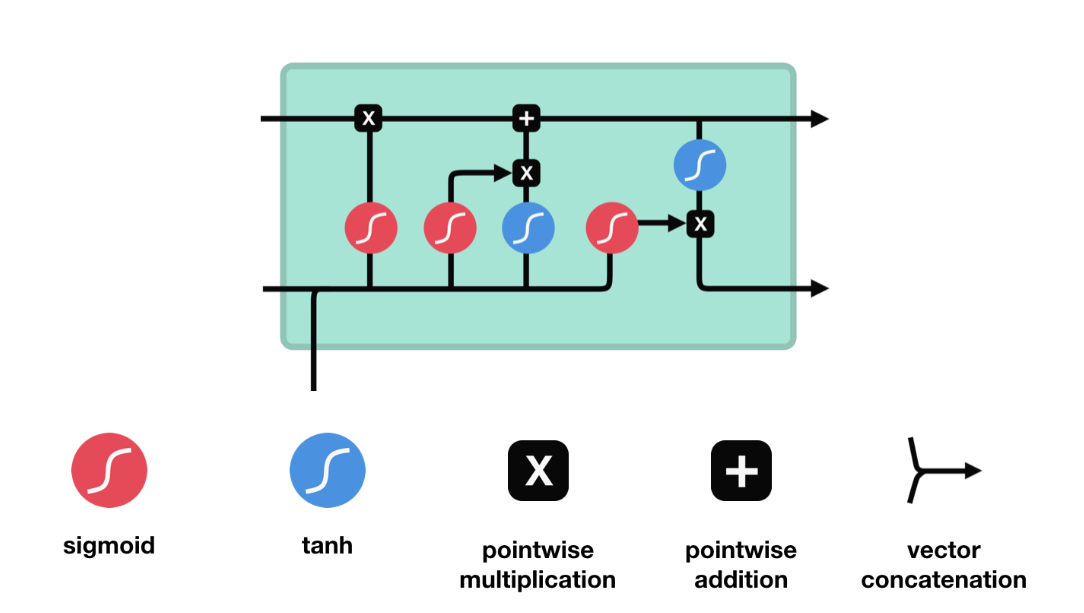 X
+
X
X
X
+
sigmoid
tanh
pointwise
multiplication
pointwise
addition
vector
concatenation